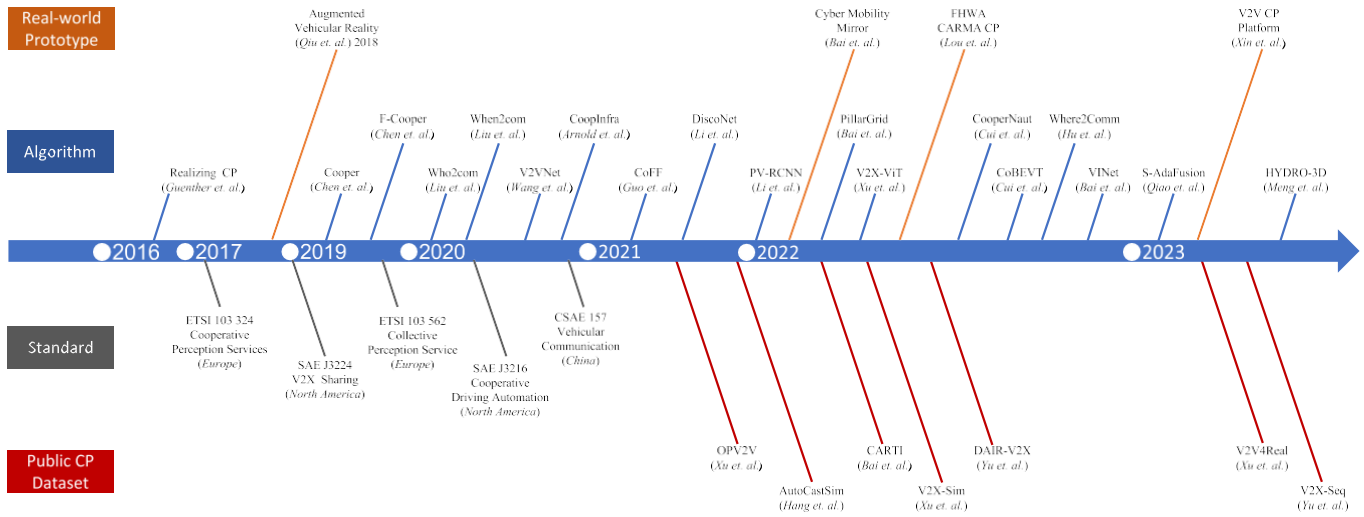 Real-world
Prototype
Augmented
Vehicular Reality
(Qiu et. al.) 2018
Cyber Mobility
Mirror
(Bai et. al.)
FHWA
CARMA CP
(Lou et. al.)
V2V CP
Platform
(Xin et. al.)
Algorithm
Realizing CP
(Guenther et. al.)
Cooper
(Chen et. al.)
F-Cooper
(Chen et. al.)
Who2com
(Liu et. al.)
When2com
(Liu et. al.)
V2VNet
(Wang et. al.)
CoopInfra
(Arnold et. al.)
CoFF
(Guo et. al.)
DiscoNet
(Li et. al.)
PV-RCNN
(Li et. al.)
PillarGrid
(Bai et. al.)
V2X-ViT
(Xu et. al.)
CooperNaut
(Cui et. al.)
CoBEVT
(Cui et. al.)
Where2Comm
(Hu et. al.)
VINet
(Bai et. al.)
S-AdaFusion
(Qiao et. al.)
HYDRO-3D
(Meng et. al.)
2016
2017
2019
2020
2021
2022
2023
Standard
ETSI 103 324
Cooperative
Perception Services
(Europe)
SAE J3224
V2X Sharing
(North America)
ETSI 103 562
Collective
Perception Service
(Europe)
SAE J3216
Cooperative
Driving Automation
(North America)
CSAE 157
Vehicular
Communication
(China)
Public CP
Dataset
OPV2V
(Xu et. al.)
AutoCastSim
(Hang et. al.)
CARTI
(Bai et. al.)
V2X-Sim
(Xu et. al.)
DAIR-V2X
(Yu et. al.)
V2V4Real
(Xu et. al.)
V2X-Seq
(Yu et. al.)